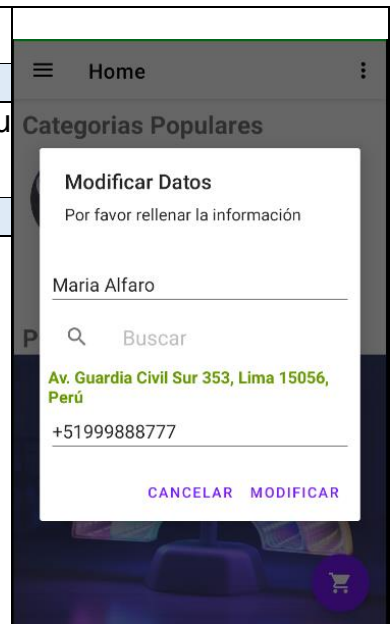 Home
Categorias Populares
Modificar Datos
Por favor rellenar la información
Maria Alfaro
Buscar
Av. Guardia Civil Sur 353, Lima 15056,
Perú
+51999888777
CANCELAR MODIFICAR